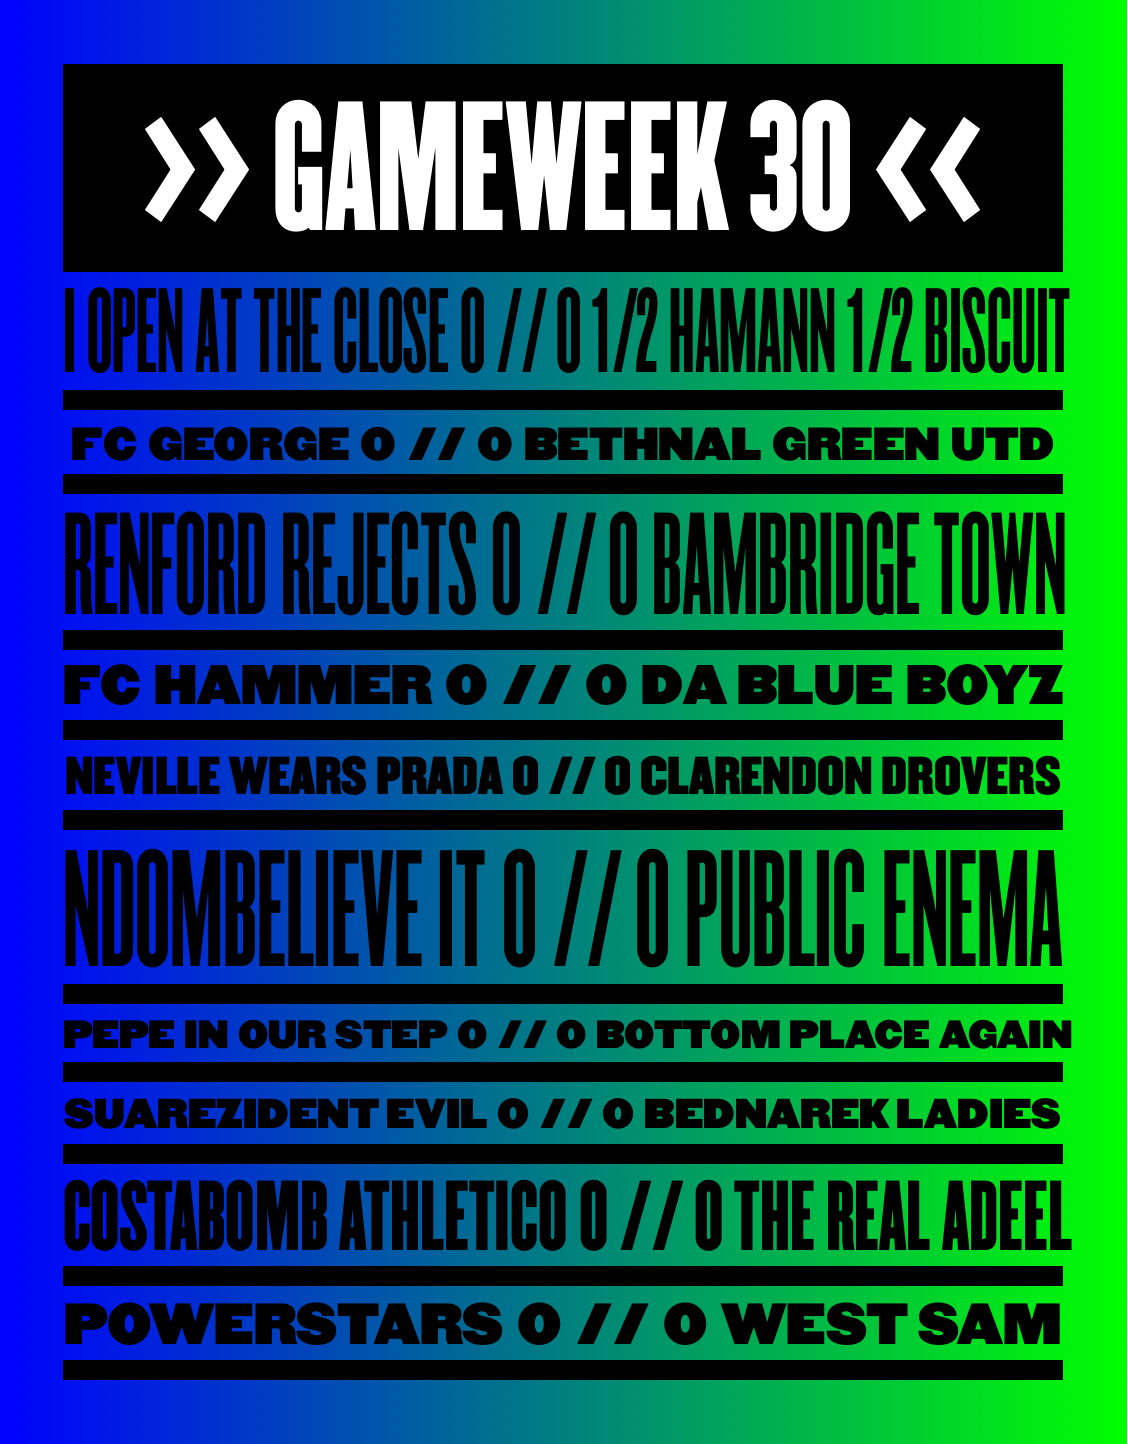 >> GAMEWEEK 30 <<
I OPEN AT THE CLOSE 0 // 0 1/2 HAMANN 1/2 BISCUIT
FC GEORGE 0 // 0 BETHNAL GREEN UTD
RENFORD REJECTS 0 // 0 BAMBRIDGE TOWN
FC HAMMER 0 // 0 DA BLUE BOYZ
NEVILLE WEARS PRADA 0 // 0 CLARENDON DROVERS
NDOMBELIEVE IT 0 // 0 PUBLIC ENEMA
PEPE IN OUR STEP 0 // 0 BOTTOM PLACE AGAIN
SUAREZIDENT EVIL 0 // 0 BEDNAREK LADIES
COSTABOMB ATHLETICO 0 // 0 THE REAL ADEEL
POWERSTARS 0 // 0 WEST SAM